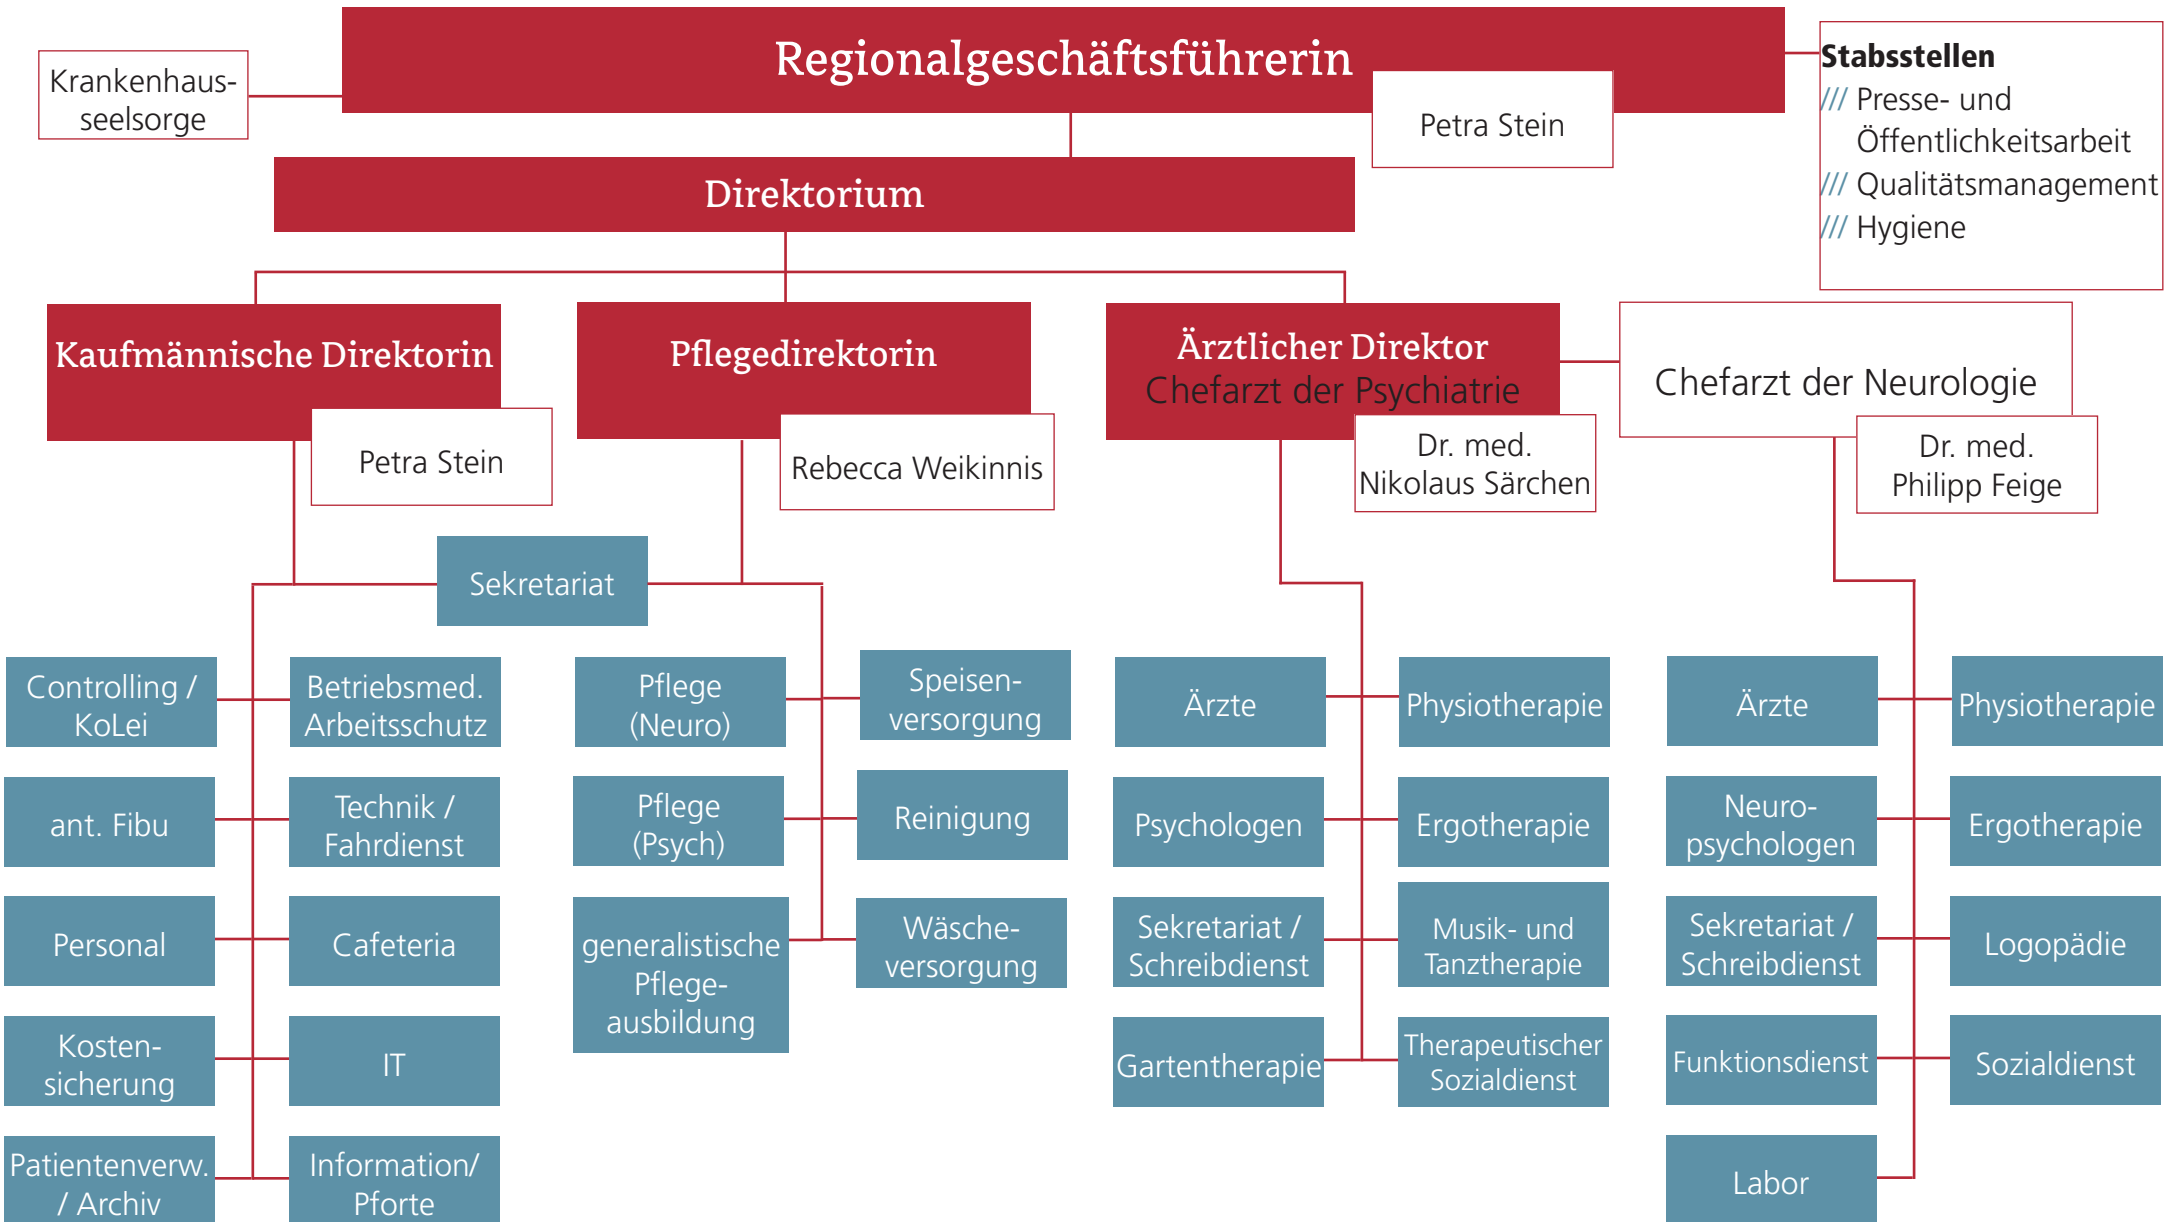 Regionalgeschäftsführerin
Petra Stein
Krankenhaus-
seelsorge
Stabsstellen
/// Presse- und
Öffentlichkeitsarbeit
/// Qualitätsmanagement
/// Hygiene
Direktorium
Kaufmännische Direktorin
Petra Stein
Pflegedirektorin
Rebecca Weikinnis
Ärztlicher Direktor
Chefarzt der Psychiatrie
Dr. med.
Nikolaus Särchen
Chefarzt der Neurologie
Dr. med.
Philipp Feige
Sekretariat
Controlling /
KoLei
Betriebsmed.
Arbeitsschutz
ant. Fibu
Technik /
Fahrdienst
Personal
Cafeteria
Kosten-
sicherung
IT
Patientenverw.
/ Archiv
Information/
Pforte
Pflege
(Neuro)
Speisen-
versorgung
Pflege
(Psych)
Reinigung
generalistische
Pflege-
ausbildung
Wäsche-
versorgung
Ärzte
Physiotherapie
Psychologen
Ergotherapie
Sekretariat /
Schreibdienst
Musik- und
Tanztherapie
Gartentherapie
Therapeutischer
Sozialdienst
Ärzte
Physiotherapie
Neuro-
psychologen
Ergotherapie
Sekretariat /
Schreibdienst
Logopädie
Funktionsdienst
Sozialdienst
Labor